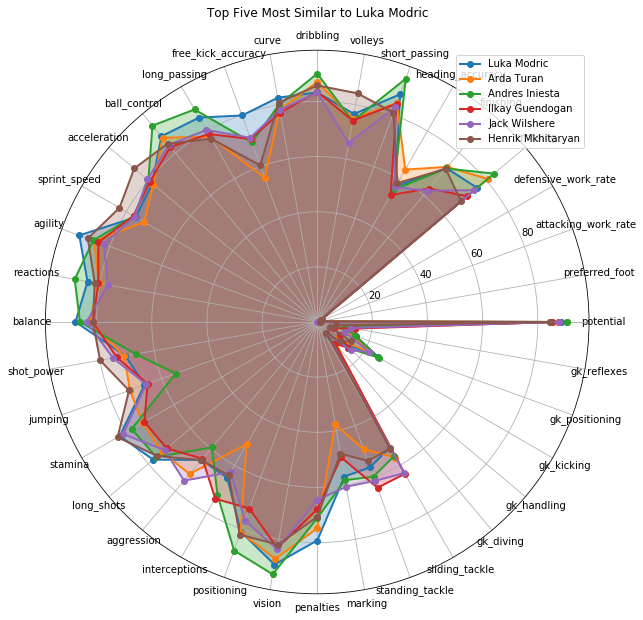 Top Five Most Similar to Luka Modric
dribbling
curve
volleys
free_kick_accuracy
short_passing
long_passing
heading_accuracy
ball_control
finishing
acceleration
sprint_speed
defensive_work_rate
agility
attacking_work_rate
reactions
preferred_foot
balance
potential
shot_power
gk_reflexes
jumping
gk_positioning
stamina
gk_kicking
long_shots
gk_handling
aggression
gk_diving
interceptions
sliding_tackle
positioning
standing_tackle
vision
marking
penalties
20
40
60
80
Luka Modric
Arda Turan
Andres Iniesta
Ilkay Guendogan
Jack Wilshere
Henrik Mkhitaryan